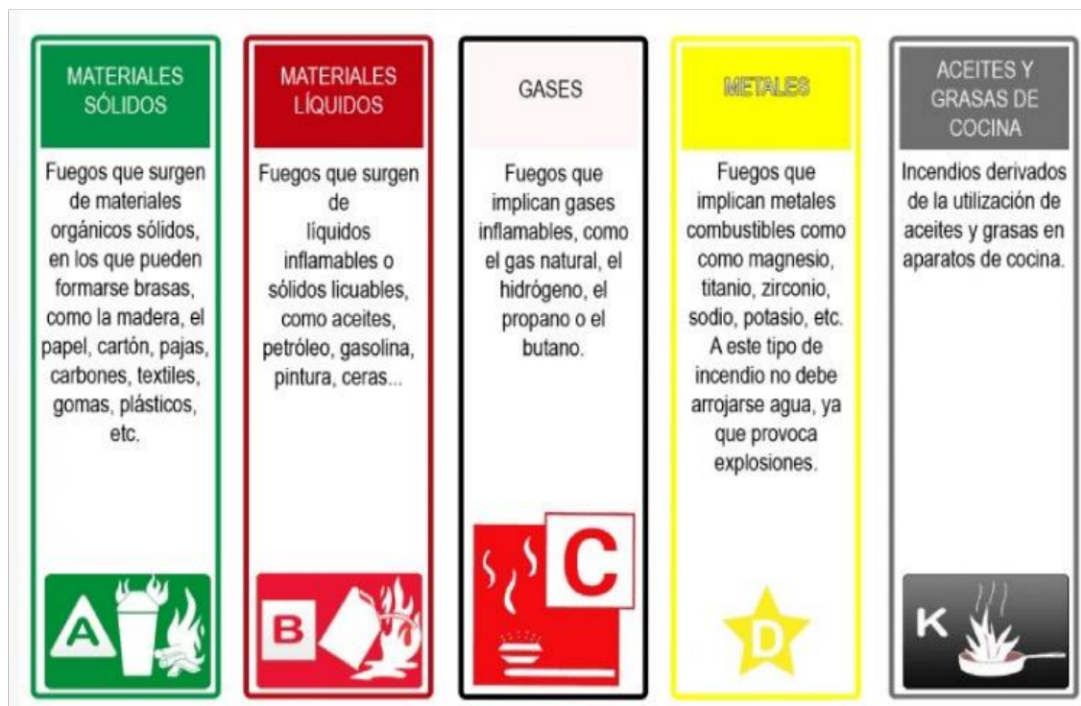 MATERIALES
SÓLIDOS
Fuegos que surgen
de materiales
orgánicos sólidos,
en los que pueden
formarse brasas,
como la madera, el
papel, cartón, pajas,
carbones, textiles,
gomas, plásticos,
etc.
A
MATERIALES
LÍQUIDOS
Fuegos que surgen
de
líquidos
inflamables o
sólidos licuables,
como aceites,
petróleo, gasolina,
pintura, ceras...
B
GASES
Fuegos que
implican gases
inflamables, como
el gas natural, el
hidrógeno, el
propano o el
butano.
C
METALES
Fuegos que
implican metales
combustibles como
como magnesio,
titanio, zirconio,
sodio, potasio, etc.
A este tipo de
incendio no debe
arrojarse agua, ya
que provoca
explosiones.
D
ACEITES Y
GRASAS DE
COCINA
Incendios derivados
de la utilización de
aceites y grasas en
aparatos de cocina.
K